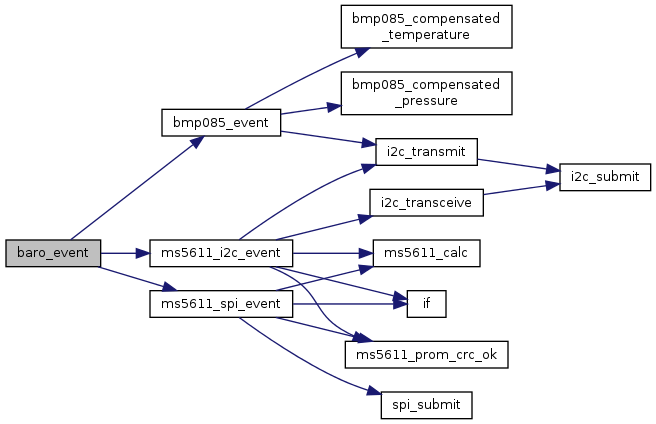 bmp085_compensated
_temperature
bmp085_compensated
_pressure
bmp085_event
i2c_transmit
i2c_submit
i2c_transceive
baro_event
ms5611_i2c_event
ms5611_calc
ms5611_spi_event
if
ms5611_prom_crc_ok
spi_submit